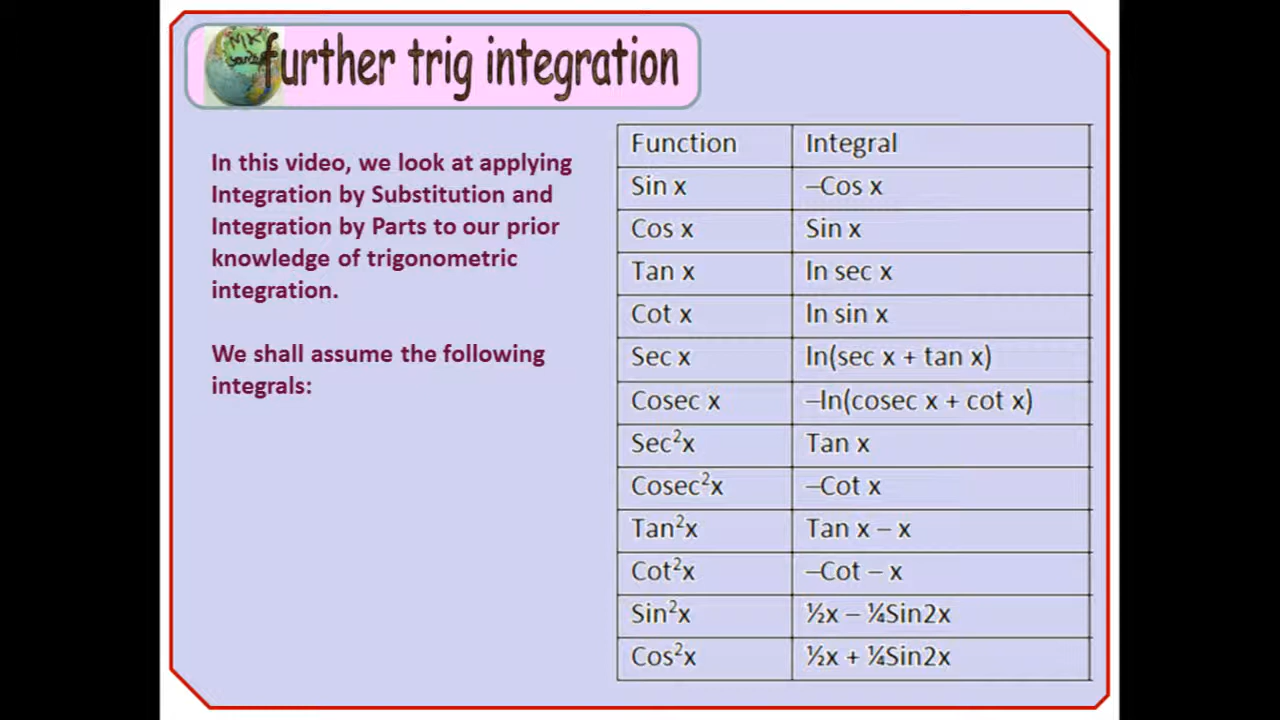 further trig integration
In this video, we look at applying
Integration by Substitution and
Integration by Parts to our prior
knowledge of trigonometric
integration.
We shall assume the following
integrals:
Function Integral
Sin x –Cos x
Cos x Sin x
Tan x ln sec x
Cot x ln sin x
Sec x ln(sec x + tan x)
Cosec x –ln(cosec x + cot x)
Sec²x Tan x
Cosec²x –Cot x
Tan²x Tan x – x
Cot²x –Cot – x
Sin²x ½x – ¼Sin2x
Cos²x ½x + ¼Sin2x